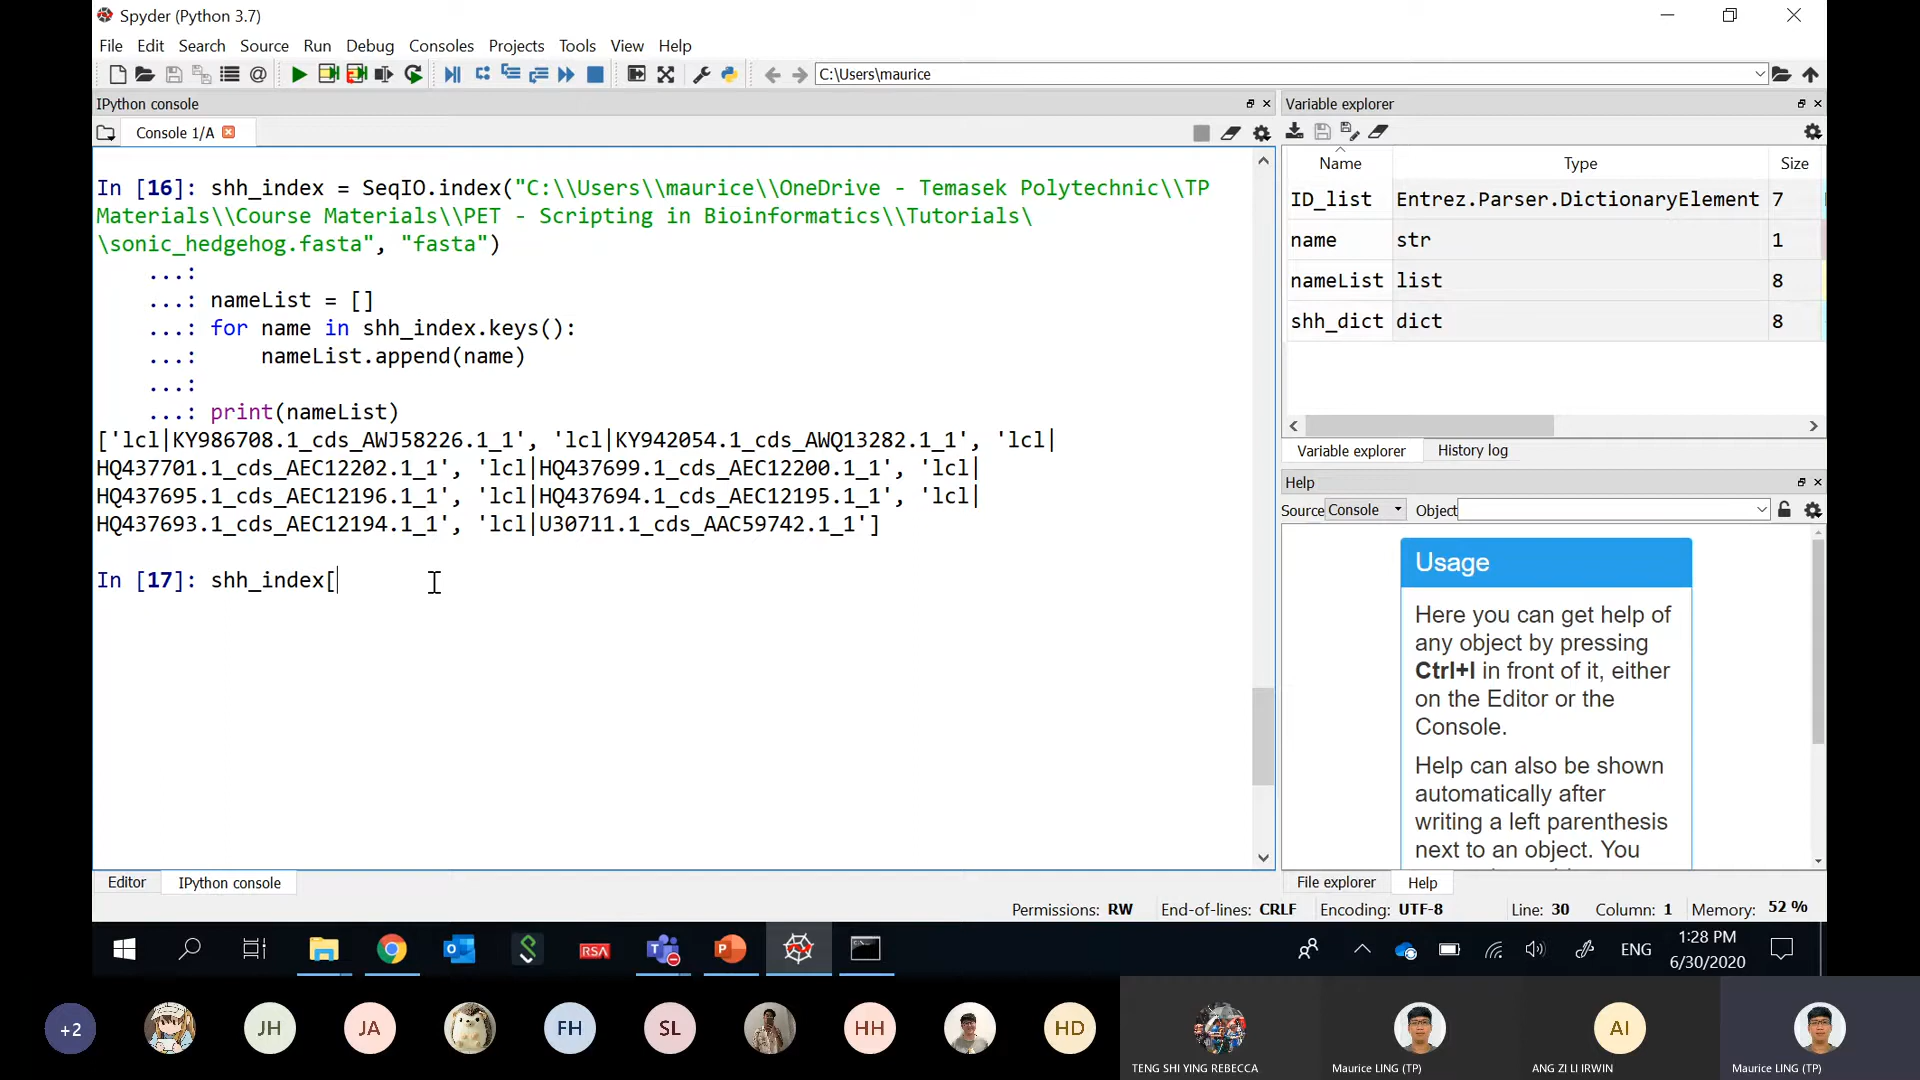 Spyder (Python 3.7)
File Edit Search Source Run Debug Consoles Projects Tools View Help
C:\Users\maurice
IPython console
Console 1/A
In [16]: shh_index = SeqIO.index("C:\\Users\\maurice\\OneDrive - Temasek Polytechnic\\TP
Materials\\Course Materials\\PET - Scripting in Bioinformatics\\Tutorials\
\sonic_hedgehog.fasta", "fasta")
...:
...: nameList = []
...: for name in shh_index.keys():
...:     nameList.append(name)
...:
...: print(nameList)
['lcl|KY986708.1_cds_AWJ58226.1_1', 'lcl|KY942054.1_cds_AWQ13282.1_1', 'lcl|
HQ437701.1_cds_AEC12202.1_1', 'lcl|HQ437699.1_cds_AEC12200.1_1', 'lcl|
HQ437695.1_cds_AEC12196.1_1', 'lcl|HQ437694.1_cds_AEC12195.1_1', 'lcl|
HQ437693.1_cds_AEC12194.1_1', 'lcl|U30711.1_cds_AAC59742.1_1']
In [17]: shh_index[
Editor IPython console
Variable explorer
Name Type Size
ID_list Entrez.Parser.DictionaryElement 7
name str 1
nameList list 8
shh_dict dict 8
Variable explorer History log
Help
Source Console Object
Usage
Here you can get help of
any object by pressing
Ctrl+I in front of it, either
on the Editor or the
Console.
Help can also be shown
automatically after
writing a left parenthesis
next to an object. You
File explorer Help
Permissions: RW End-of-lines: CRLF Encoding: UTF-8 Line: 30 Column: 1 Memory: 52 %
RSA
ENG
1:28 PM
6/30/2020
+2 JH JA FH SL HH HD AI
TENG SHI YING REBECCA Maurice LING (TP) ANG ZI LI IRWIN Maurice LING (TP)